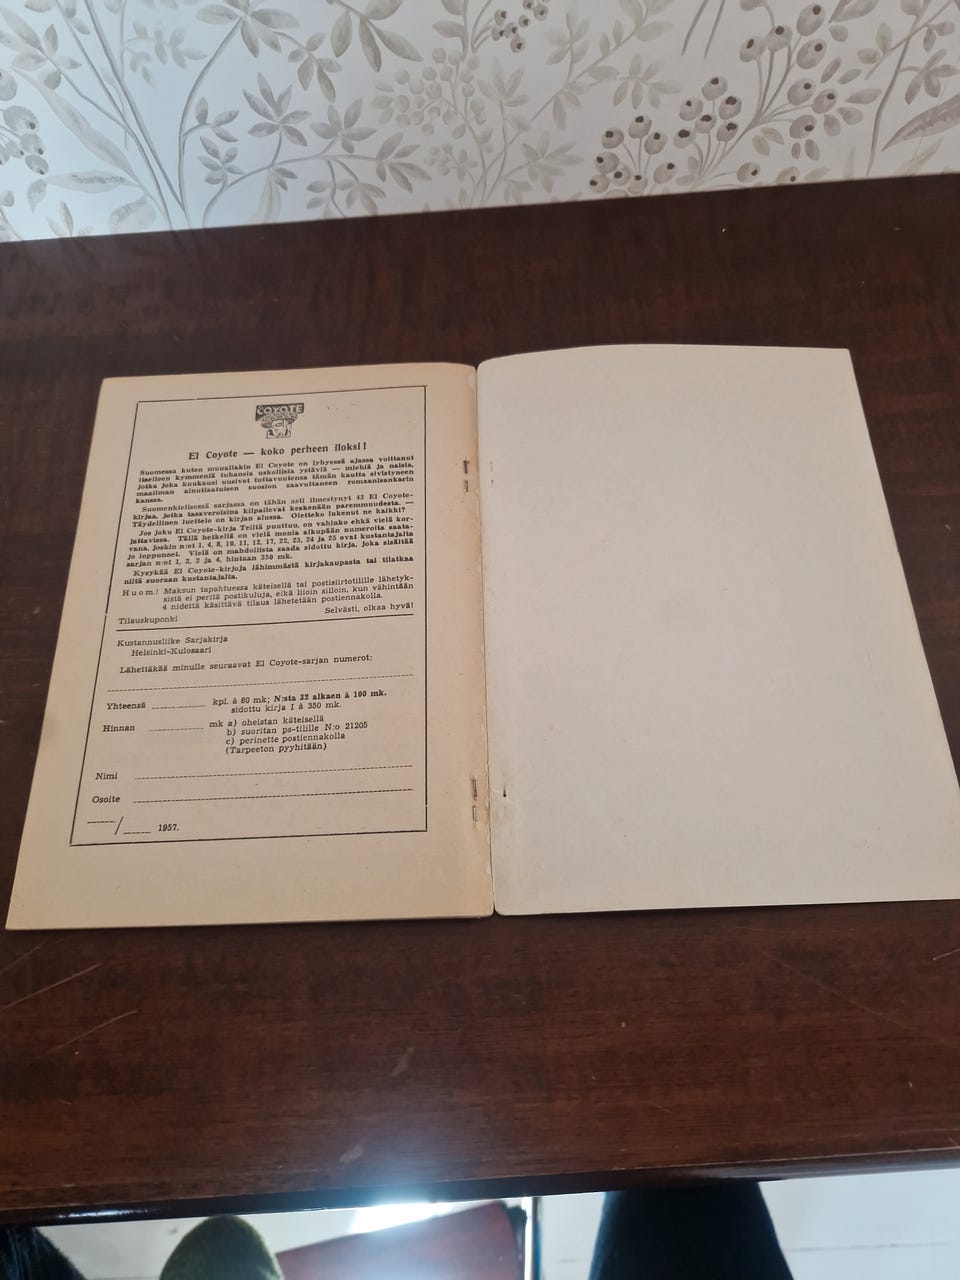 COYOTE
El Coyote — koko perheen iloksi!
Suomessa kuten muuallakin El Coyote on lyhyessä ajassa voittanut
itselleen kymmeniä tuhansia uskollisia ystäviä — miehiä ja naisia,
jotka joka kuukausi uusivat tuttavuutensa tämän kautta sivistyneen
maailman ainutlaatuisen suosion saavuttaneen romaanisankarin
kanssa.
Suomenkielisessä sarjassa on tähän asti ilmestynyt 43 El Coyote-
kirjaa, jotka tasaveroisina kilpailevat keskenään paremmuudesta. —
Täydellinen luettelo on kirjan alussa. Oletteko lukenut ne kaikki?
Jos joku El Coyote-kirja Teiltä puuttuu, on vahinko ehkä vielä kor-
jattavissa. Tällä hetkellä on vielä monia alkupään numeroita saata-
vana, joskin n:ot 1, 4, 8, 10, 11, 12, 17, 22, 23, 24 ja 25 ovat kustantajalta
jo loppuneet. Vielä on mahdollista saada sidottu kirja, joka sisältää
sarjan n:ot 1, 2, 3 ja 4, hintaan 350 mk.
Kysykää El Coyote-kirjoja lähimmästä kirjakaupasta tai tilatkaa
niitä suoraan kustantajalta.
Huom.! Maksun tapahtuessa käteisellä tai postisiirtotilille lähetyk-
sistä ei peritä postikuluja, eikä liioin silloin, kun vähintään
4 nidettä käsittävä tilaus lähetetään postiennakolla.
Tilauskuponki Selvästi, olkaa hyvä!
Kustannusliike Sarjakirja
Helsinki-Kulosaari
Lähettäkää minulle seuraavat El Coyote-sarjan numerot:
Yhteensä kpl. à 80 mk; N:sta 32 alkaen à 100 mk.
sidottu kirja I à 350 mk.
Hinnan mk a) oheistan käteisellä
b) suoritan ps-tilille N:o 21205
c) perinette postiennakolla
(Tarpeeton pyyhitään)
Nimi
Osoite
/ 1957.